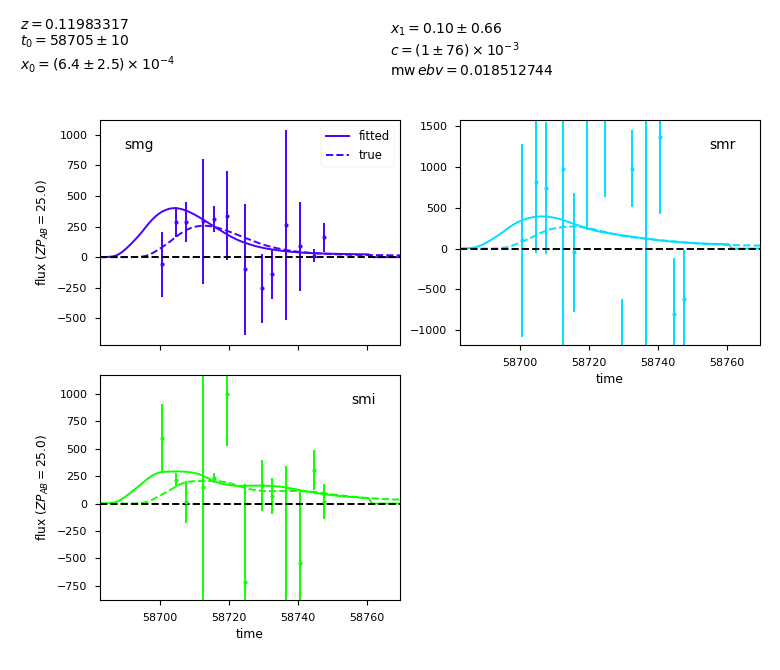 z = 0.11983317
t₀ = 58705 ± 10
x₀ = (6.4 ± 2.5) × 10⁻⁴
x₁ = 0.10 ± 0.66
c = (1 ± 76) × 10⁻³
mw ebv = 0.018512744
smg
fitted
true
1000
750
500
250
0
−250
−500
flux (ZP_AB = 25.0)
smr
1500
1000
500
0
−500
−1000
58700 58720 58740 58760
time
smi
1000
750
500
250
0
−250
−500
−750
flux (ZP_AB = 25.0)
58700 58720 58740 58760
time